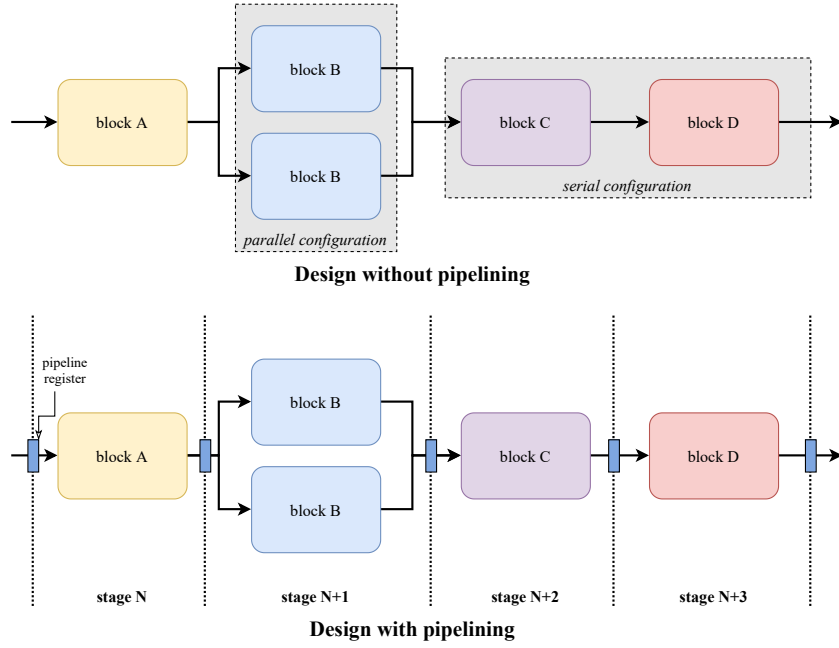 block B
block A
block C
block D
block B
serial configuration
parallel configuration
Design without pipelining
pipeline
register
block B
block A
block C
block D
block B
stage N
stage N+1
stage N+2
stage N+3
Design with pipelining